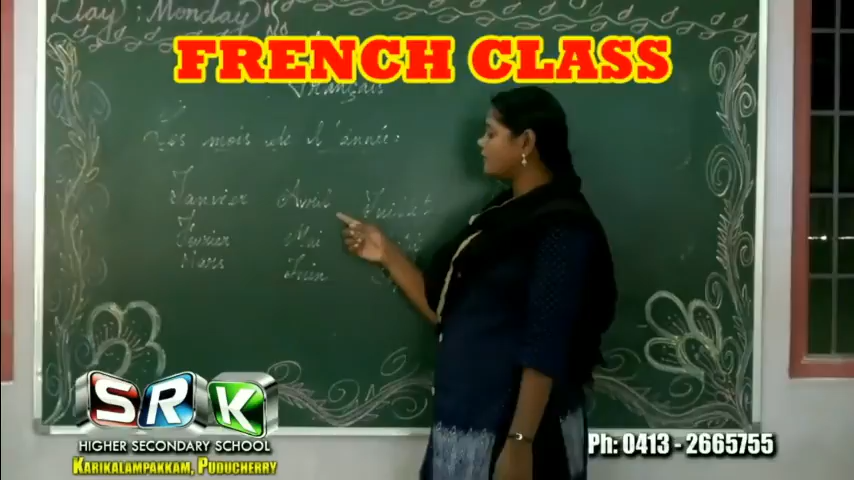 Day: Monday
FRENCH CLASS
Français
Les mois de l'année:
Janvier Avril Juillet
Février Mai
Mars Juin
SRK
HIGHER SECONDARY SCHOOL
KARIKALAMPAKKAM, PUDUCHERRY
Ph: 0413 - 2665755